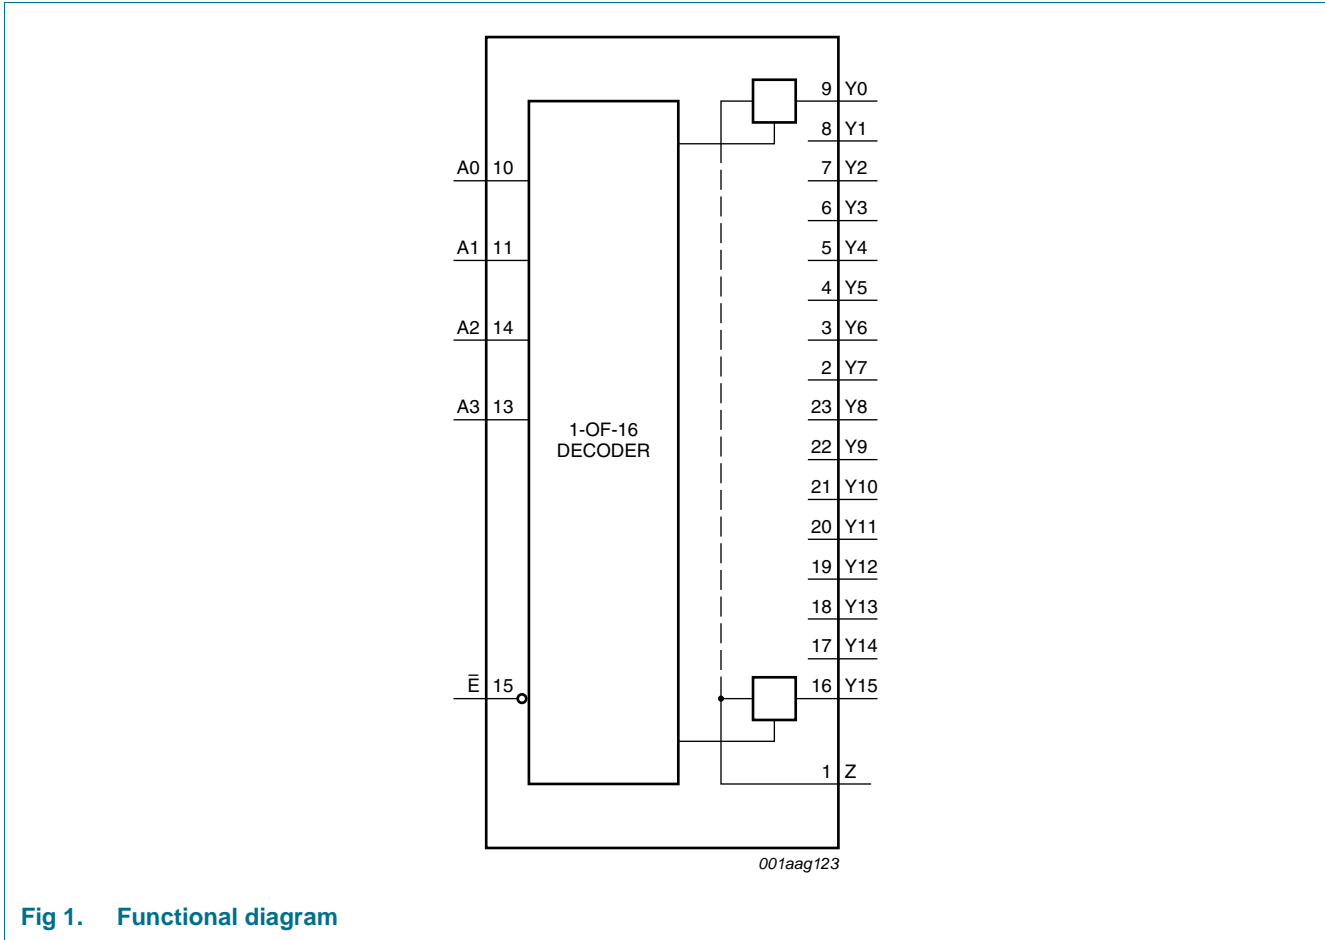 9 Y0
8 Y1
A0 10
7 Y2
6 Y3
A1 11
5 Y4
4 Y5
A2 14
3 Y6
2 Y7
A3 13
23 Y8
1-OF-16
DECODER
22 Y9
21 Y10
20 Y11
19 Y12
18 Y13
17 Y14
E̅ 15
16 Y15
1 Z
001aag123
Fig 1. Functional diagram